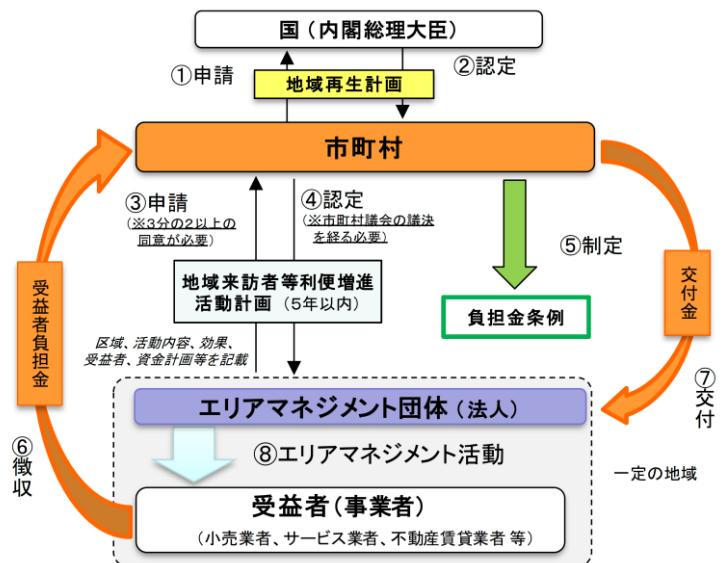 国（内閣総理大臣）
①申請
②認定
地域再生計画
市町村
③申請
（※3分の2以上の
同意が必要）
④認定
（※市町村議会の議決
を経る必要）
⑤制定
地域来訪者等利便増進
活動計画（5年以内）
負担金条例
区域、活動内容、効果、
受益者、資金計画等を記載
受益者負担金
交付金
⑦交付
エリアマネジメント団体（法人）
⑧エリアマネジメント活動
⑥徴収
一定の地域
受益者（事業者）
（小売業者、サービス業者、不動産賃貸業者 等）